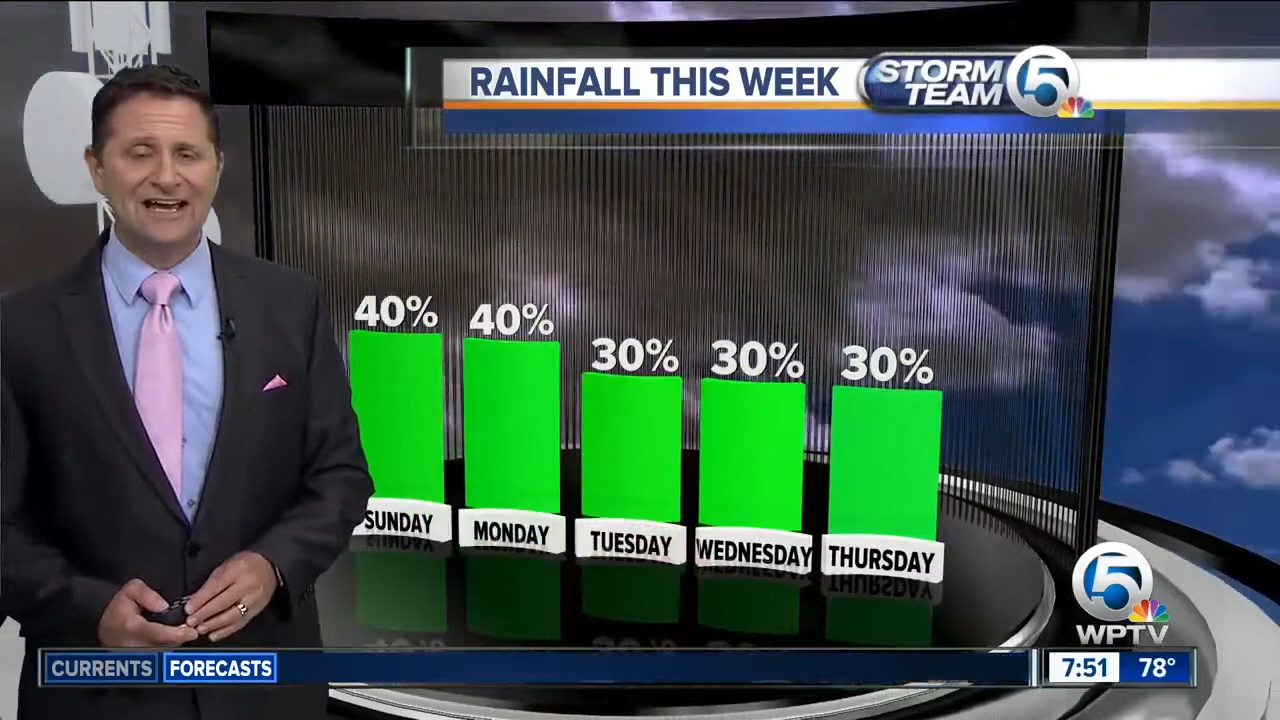 RAINFALL THIS WEEK
STORM TEAM 5
40% 40% 30% 30% 30%
SUNDAY MONDAY TUESDAY WEDNESDAY THURSDAY
5
WPTV
CURRENTS FORECASTS
7:51 78°